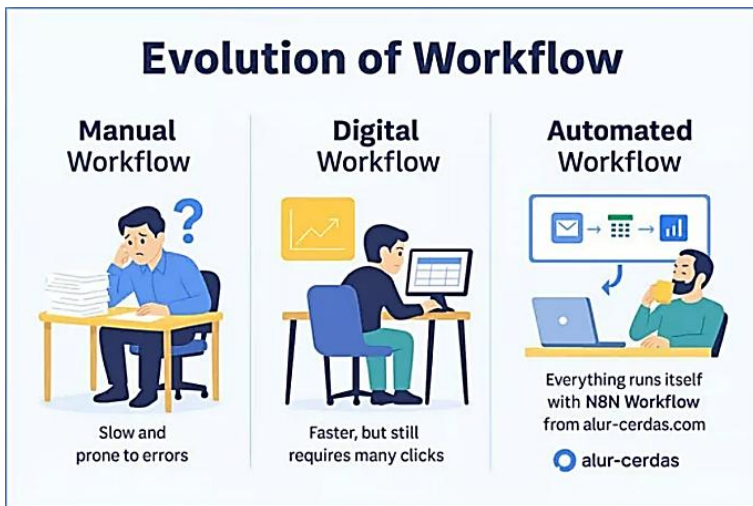 Evolution of Workflow
Manual
Workflow
?
Slow and
prone to errors
Digital
Workflow
Faster, but still
requires many clicks
Automated
Workflow
Everything runs itself
with N8N Workflow
from alur-cerdas.com
alur-cerdas